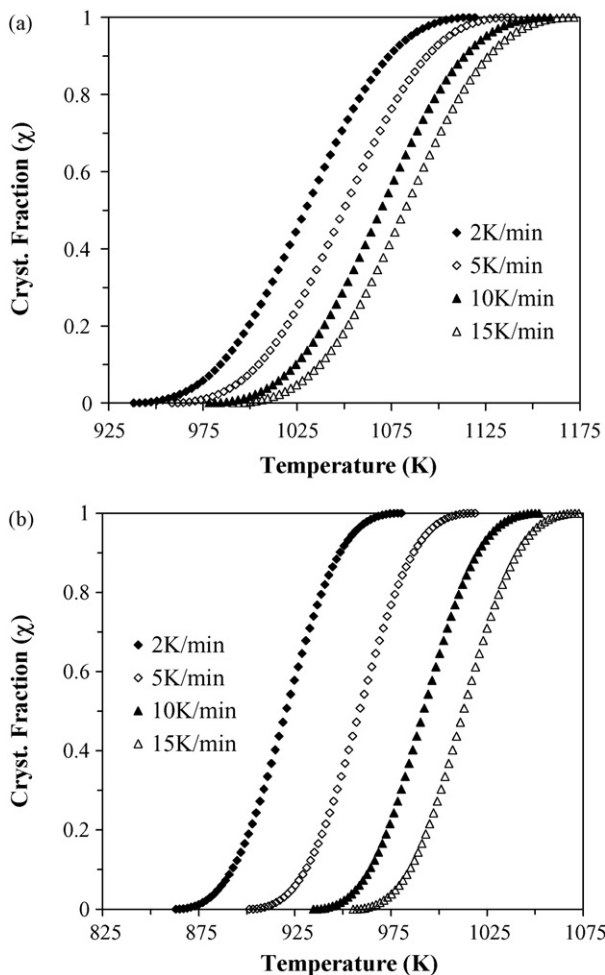 (a)
1
0.8
0.6
0.4
0.2
0
Cryst. Fraction (χ)
2K/min
5K/min
10K/min
15K/min
925 975 1025 1075 1125 1175
Temperature (K)
(b)
1
0.8
0.6
0.4
0.2
0
Cryst. Fraction (χ)
2K/min
5K/min
10K/min
15K/min
825 875 925 975 1025 1075
Temperature (K)